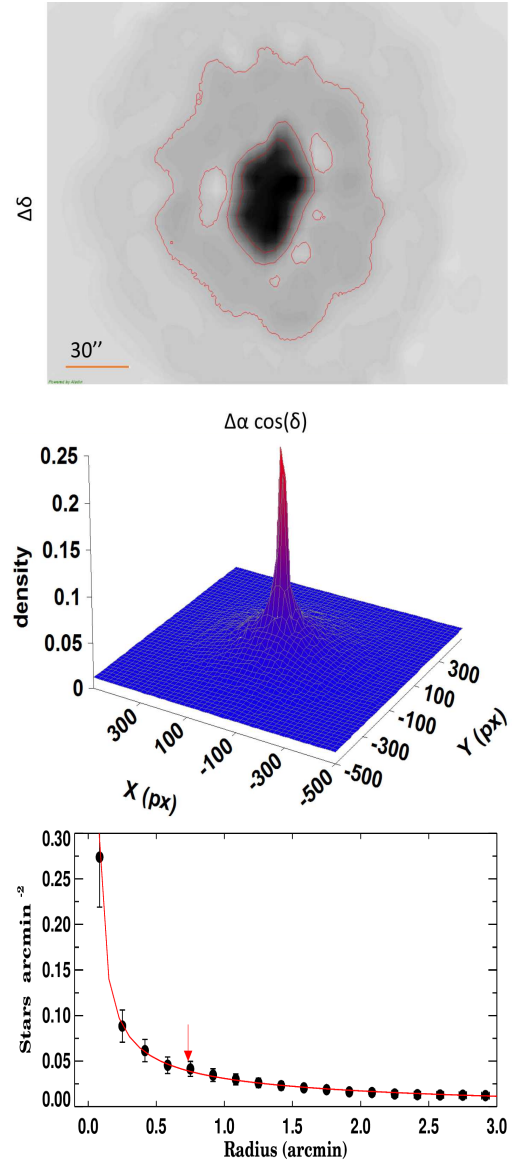 Δδ
30’’
Powered by Aladin
Δα cos(δ)
0.25
0.2
0.15
0.1
0.05
0
density
300
100
-100
-300
-500
X (px)
300
100
-100
-300
-500
Y (px)
0.30
0.25
0.20
0.15
0.10
0.05
0.00
Stars arcmin -2
0.0 0.5 1.0 1.5 2.0 2.5 3.0
Radius (arcmin)